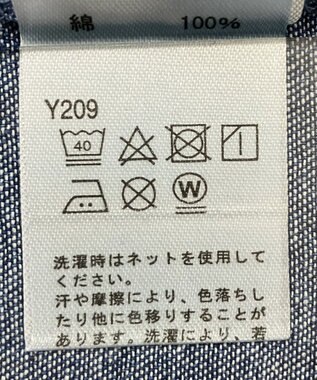 綿 100%
Y209
40
W
洗濯時はネットを使用して
ください。
汗や摩擦により、色落ちし
たり他に色移りすることが
あります。洗濯により、若